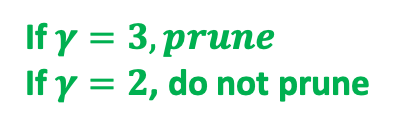 If γ = 3, prune
If γ = 2, do not prune